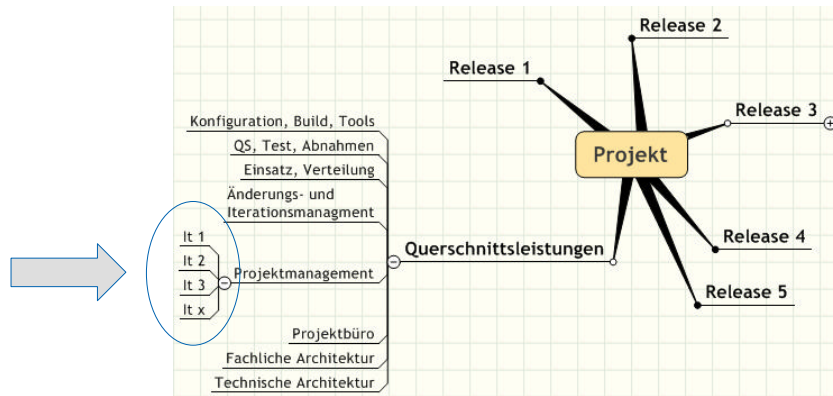 Release 2
Release 1
Release 3
Projekt
Konfiguration, Build, Tools
QS, Test, Abnahmen
Einsatz, Verteilung
Änderungs- und
Iterationsmanagment
It 1
It 2
It 3
It x
Projektmanagement
Querschnittsleistungen
Release 4
Release 5
Projektbüro
Fachliche Architektur
Technische Architektur